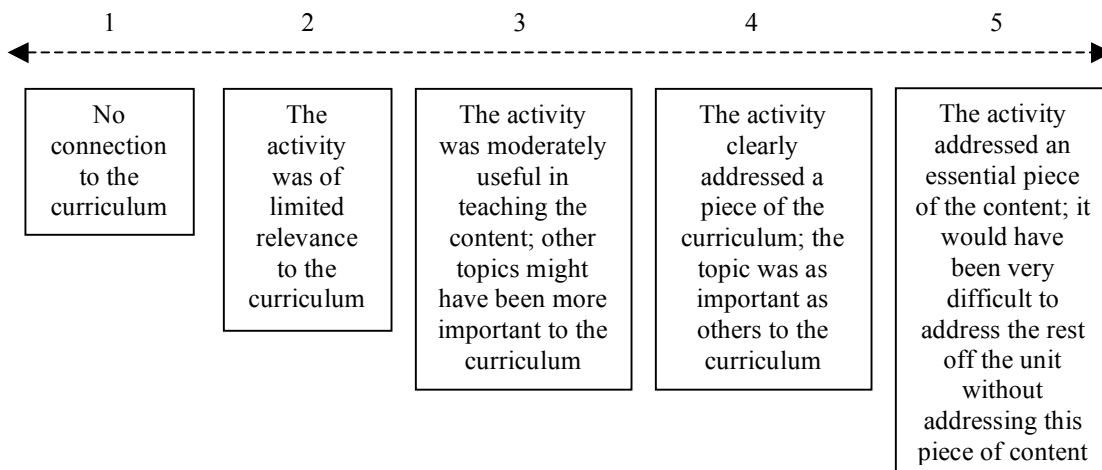 1 2 3 4 5
No
connection
to the
curriculum
The
activity
was of
limited
relevance
to the
curriculum
The activity
was moderately
useful in
teaching the
content; other
topics might
have been more
important to the
curriculum
The activity
clearly
addressed a
piece of the
curriculum; the
topic was as
important as
others to the
curriculum
The activity
addressed an
essential piece
of the content; it
would have
been very
difficult to
address the rest
off the unit
without
addressing this
piece of content